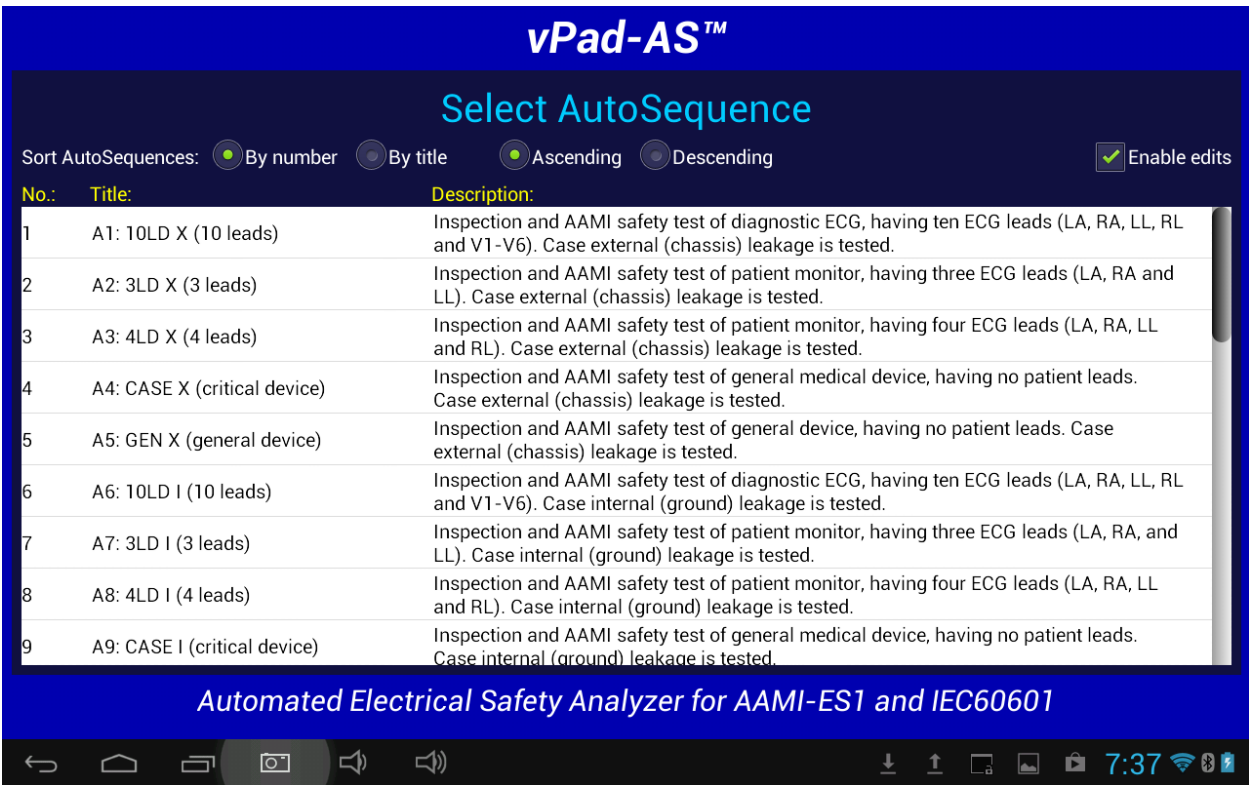 vPad-AS™
Select AutoSequence
Sort AutoSequences: By number By title Ascending Descending Enable edits
No.: Title: Description:
1 A1: 10LD X (10 leads) Inspection and AAMI safety test of diagnostic ECG, having ten ECG leads (LA, RA, LL, RL
and V1-V6). Case external (chassis) leakage is tested.
2 A2: 3LD X (3 leads) Inspection and AAMI safety test of patient monitor, having three ECG leads (LA, RA and
LL). Case external (chassis) leakage is tested.
3 A3: 4LD X (4 leads) Inspection and AAMI safety test of patient monitor, having four ECG leads (LA, RA, LL
and RL). Case external (chassis) leakage is tested.
4 A4: CASE X (critical device) Inspection and AAMI safety test of general medical device, having no patient leads.
Case external (chassis) leakage is tested.
5 A5: GEN X (general device) Inspection and AAMI safety test of general device, having no patient leads. Case
external (chassis) leakage is tested.
6 A6: 10LD I (10 leads) Inspection and AAMI safety test of diagnostic ECG, having ten ECG leads (LA, RA, LL, RL
and V1-V6). Case internal (ground) leakage is tested.
7 A7: 3LD I (3 leads) Inspection and AAMI safety test of patient monitor, having three ECG leads (LA, RA, and
LL). Case internal (ground) leakage is tested.
8 A8: 4LD I (4 leads) Inspection and AAMI safety test of patient monitor, having four ECG leads (LA, RA, LL
and RL). Case internal (ground) leakage is tested.
9 A9: CASE I (critical device) Inspection and AAMI safety test of general medical device, having no patient leads.
Case internal (ground) leakage is tested.
Automated Electrical Safety Analyzer for AAMI-ES1 and IEC60601
7:37